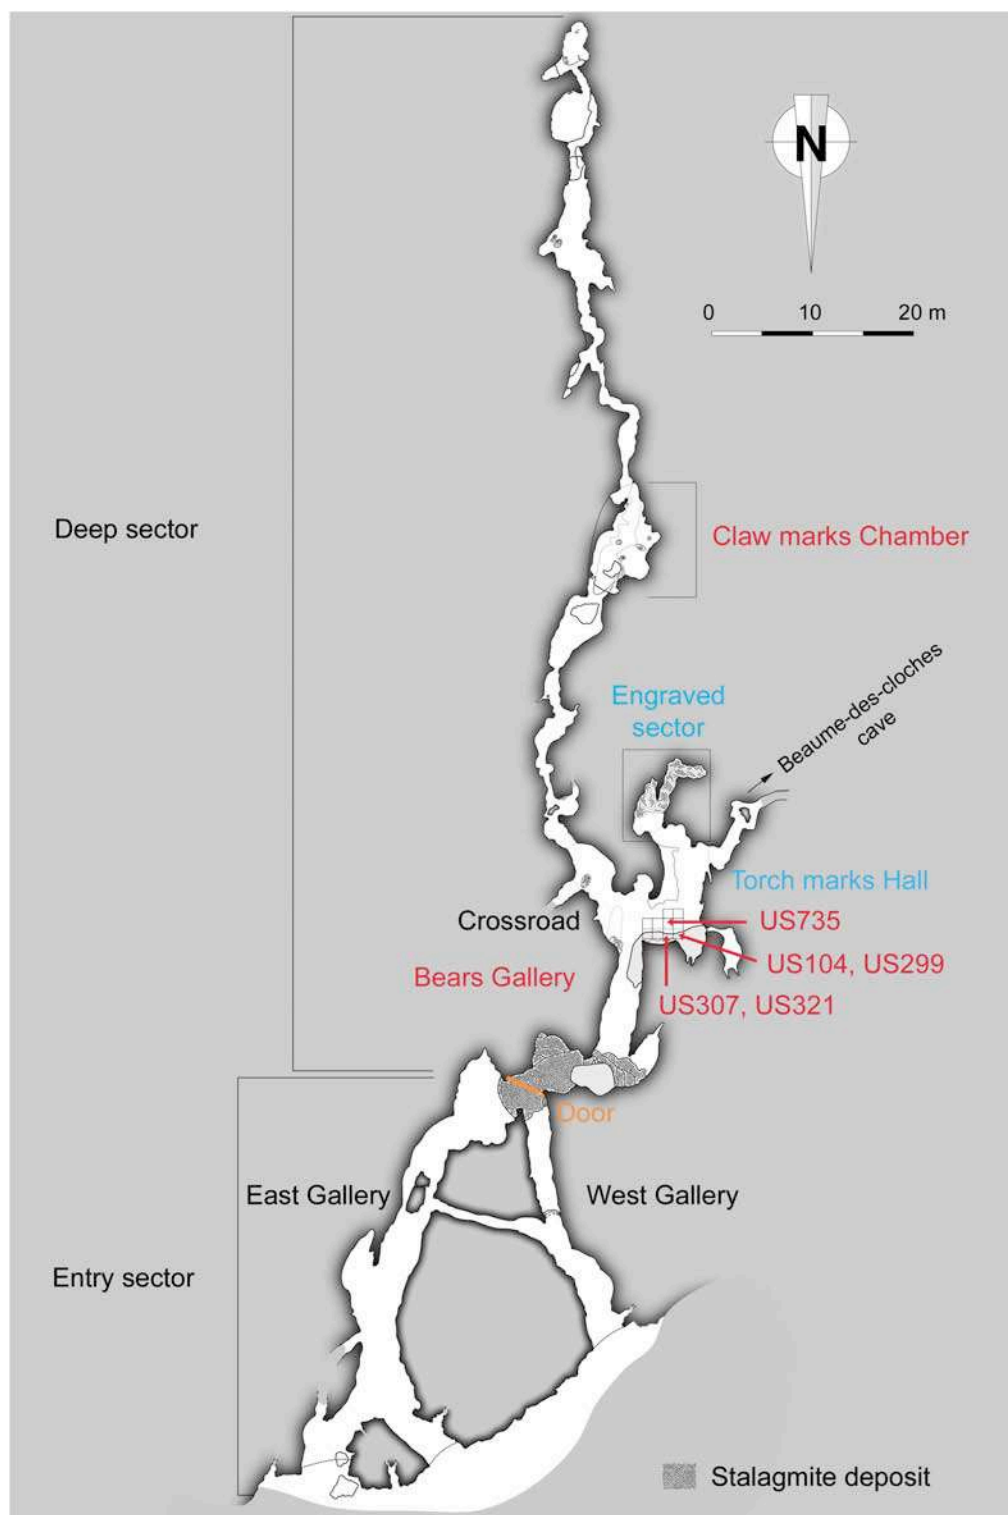 N
0 10 20 m
Deep sector
Claw marks Chamber
Engraved
sector
Beaume-des-cloches
cave
Torch marks Hall
Crossroad
US735
Bears Gallery
US104, US299
US307, US321
Door
East Gallery
West Gallery
Entry sector
Stalagmite deposit